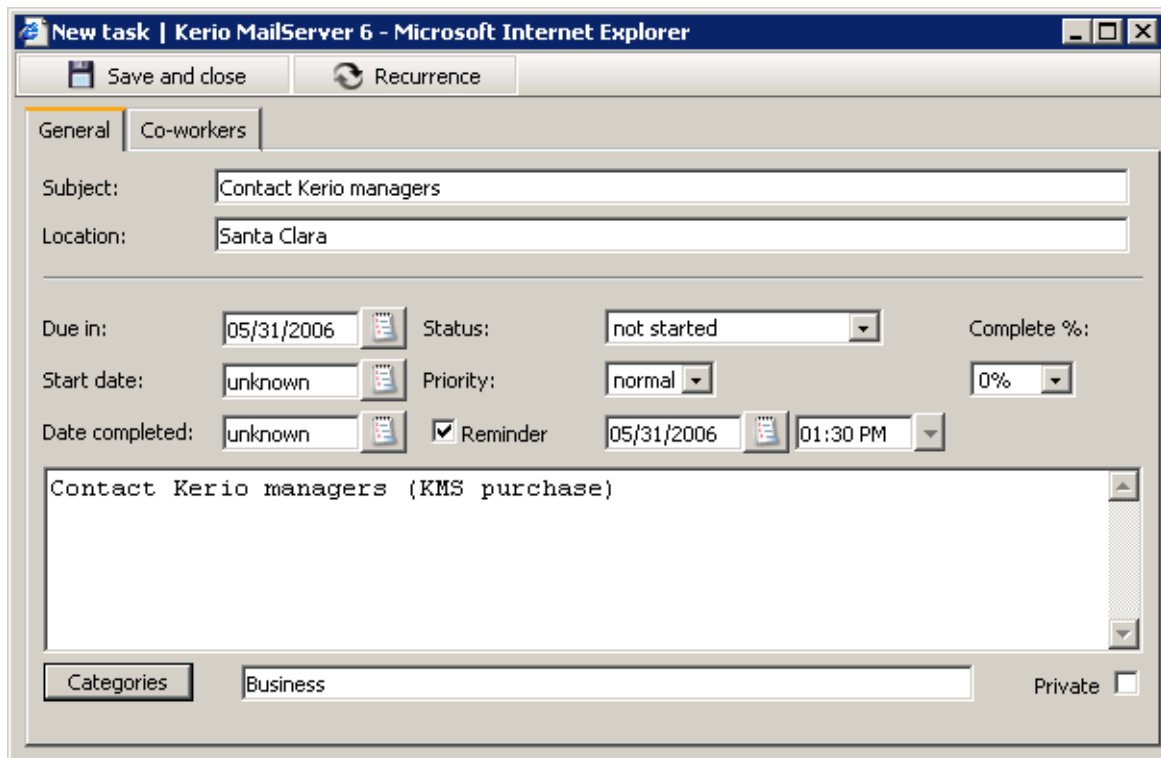 New task | Kerio MailServer 6 - Microsoft Internet Explorer
Save and close Recurrence
General Co-workers
Subject: Contact Kerio managers
Location: Santa Clara
Due in: 05/31/2006 Status: not started Complete %:
Start date: unknown Priority: normal 0%
Date completed: unknown Reminder 05/31/2006 01:30 PM
Contact Kerio managers (KMS purchase)
Categories Business Private